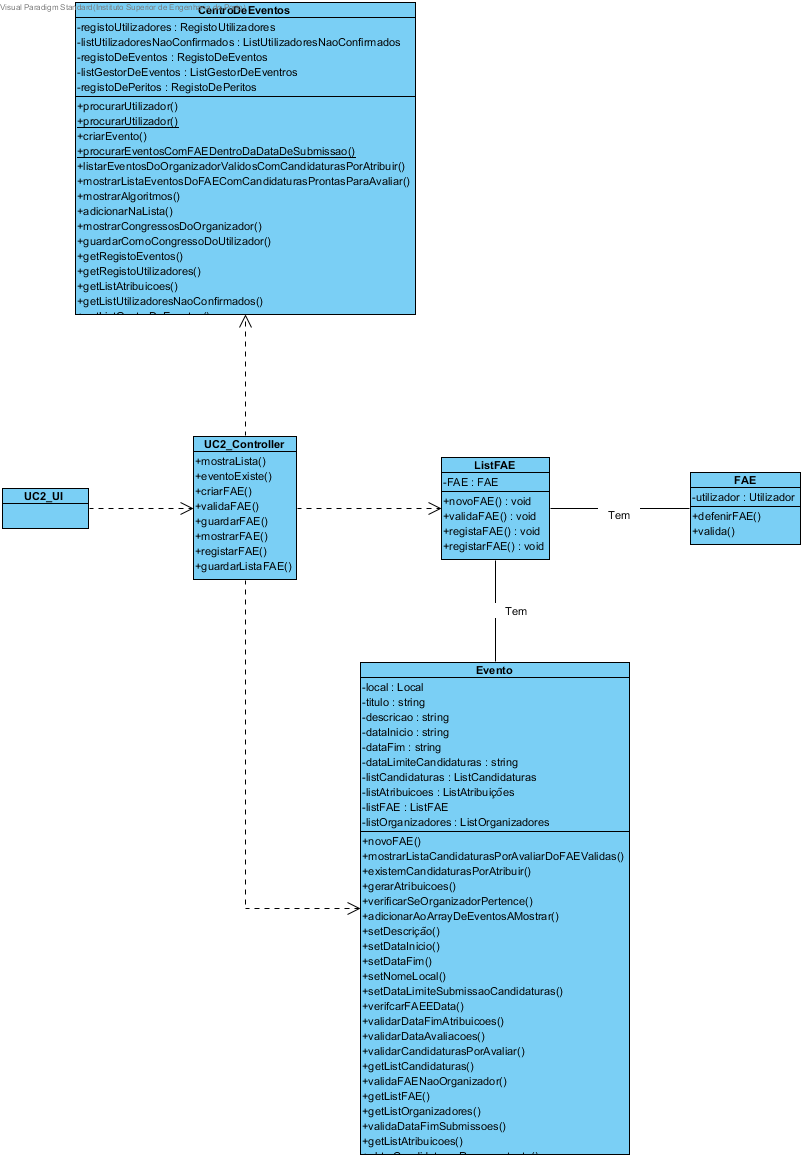 Visual Paradigm Standard(Instituto Superior de Engenharia do Porto)
CentroDeEventos
-registoUtilizadores : RegistoUtilizadores
-listUtilizadoresNaoConfirmados : ListUtilizadoresNaoConfirmados
-registoDeEventos : RegistoDeEventos
-listGestorDeEventos : ListGestorDeEventros
-registoDePeritos : RegistoDePeritos
+procurarUtilizador()
+procurarUtilizador()
+criarEvento()
+procurarEventosComFAEDentroDaDataDeSubmissao()
+listarEventosDoOrganizadorValidosComCandidaturasPorAtribuir()
+mostrarListaEventosDoFAEComCandidaturasProntasParaAvaliar()
+mostrarAlgoritmos()
+adicionarNaLista()
+mostrarCongressosDoOrganizador()
+guardarComoCongressoDoUtilizador()
+getRegistoEventos()
+getRegistoUtilizadores()
+getListAtribuicoes()
+getListUtilizadoresNaoConfirmados()
UC2_Controller
+mostraLista()
+eventoExiste()
+criarFAE()
+validaFAE()
+guardarFAE()
+mostrarFAE()
+registarFAE()
+guardarListaFAE()
UC2_UI
ListFAE
-FAE : FAE
+novoFAE() : void
+validaFAE() : void
+registaFAE() : void
+registarFAE() : void
Tem
FAE
-utilizador : Utilizador
+defenirFAE()
+valida()
Tem
Evento
-local : Local
-titulo : string
-descricao : string
-dataInicio : string
-dataFim : string
-dataLimiteCandidaturas : string
-listCandidaturas : ListCandidaturas
-listAtribuicoes : ListAtribuições
-listFAE : ListFAE
-listOrganizadores : ListOrganizadores
+novoFAE()
+mostrarListaCandidaturasPorAvaliarDoFAEValidas()
+existemCandidaturasPorAtribuir()
+gerarAtribuicoes()
+verificarSeOrganizadorPertence()
+adicionarAoArrayDeEventosAMostrar()
+setDescrição()
+setDataInicio()
+setDataFim()
+setNomeLocal()
+setDataLimiteSubmissaoCandidaturas()
+verifcarFAEEData()
+validarDataFimAtribuicoes()
+validarDataAvaliacoes()
+validarCandidaturasPorAvaliar()
+getListCandidaturas()
+validaFAENaoOrganizador()
+getListFAE()
+getListOrganizadores()
+validaDataFimSubmissoes()
+getListAtribuicoes()